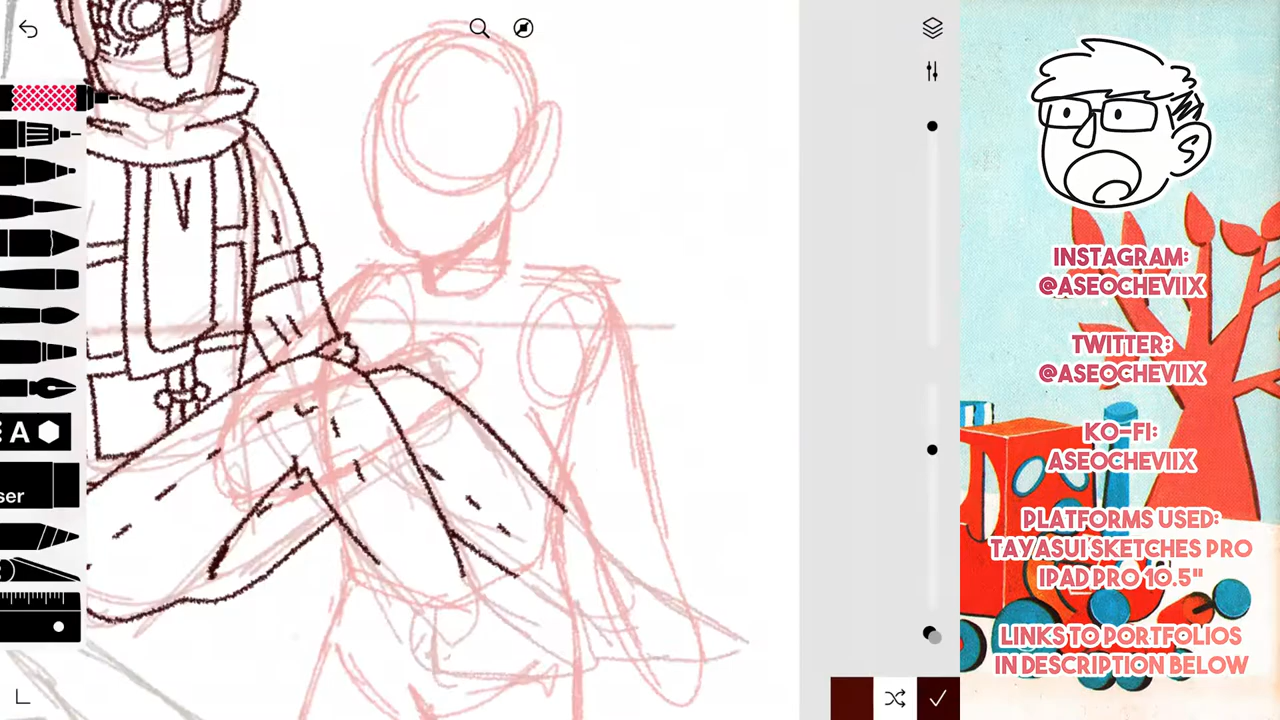 A
ser
INSTAGRAM:
@ASEOCHEVIIX
TWITTER:
@ASEOCHEVIIX
KO-FI:
ASEOCHEVIIX
PLATFORMS USED:
TAYASUI SKETCHES PRO
IPAD PRO 10.5"
LINKS TO PORTFOLIOS
IN DESCRIPTION BELOW